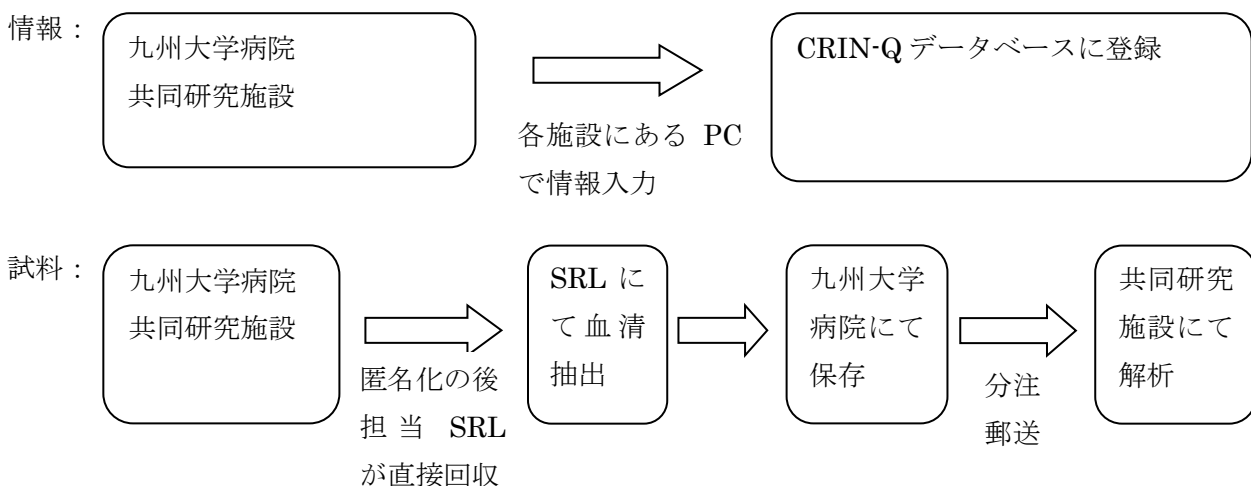 情報：
九州大学病院
共同研究施設
各施設にある PC
で情報入力
CRIN-Q データベースに登録
試料：
九州大学病院
共同研究施設
匿名化の後
担当 SRL
が直接回収
SRL に
て血清
抽出
九州大学
病院にて
保存
分注
郵送
共同研究
施設にて
解析